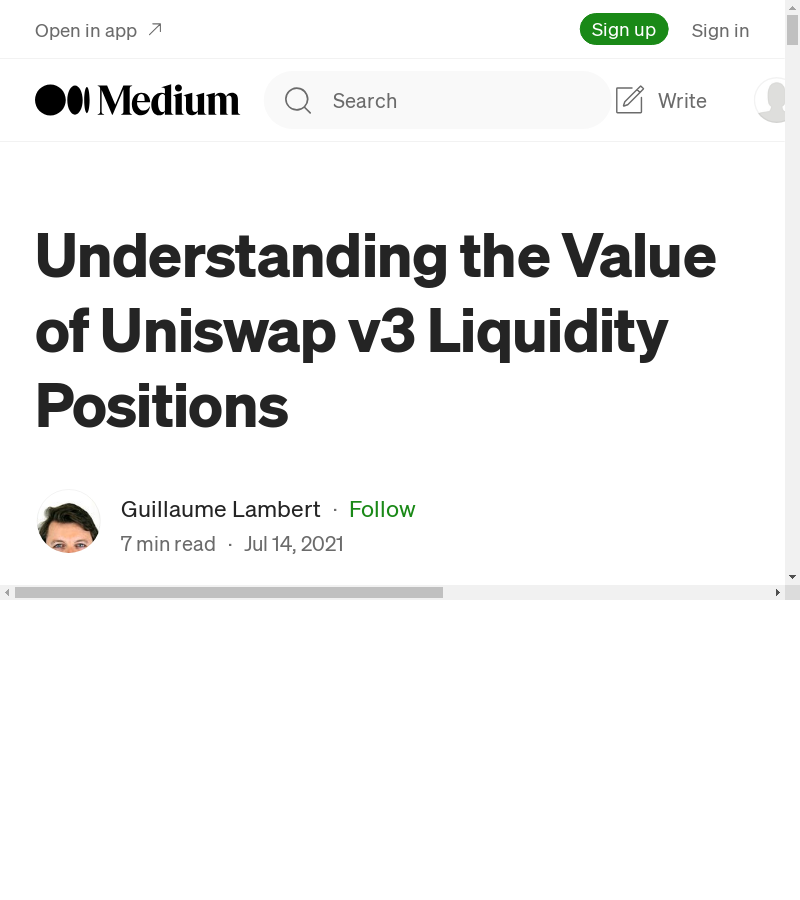 Open in app
Sign up
Sign in
Medium
Search
Write
Understanding the Value
of Uniswap v3 Liquidity
Positions
Guillaume Lambert · Follow
7 min read · Jul 14, 2021